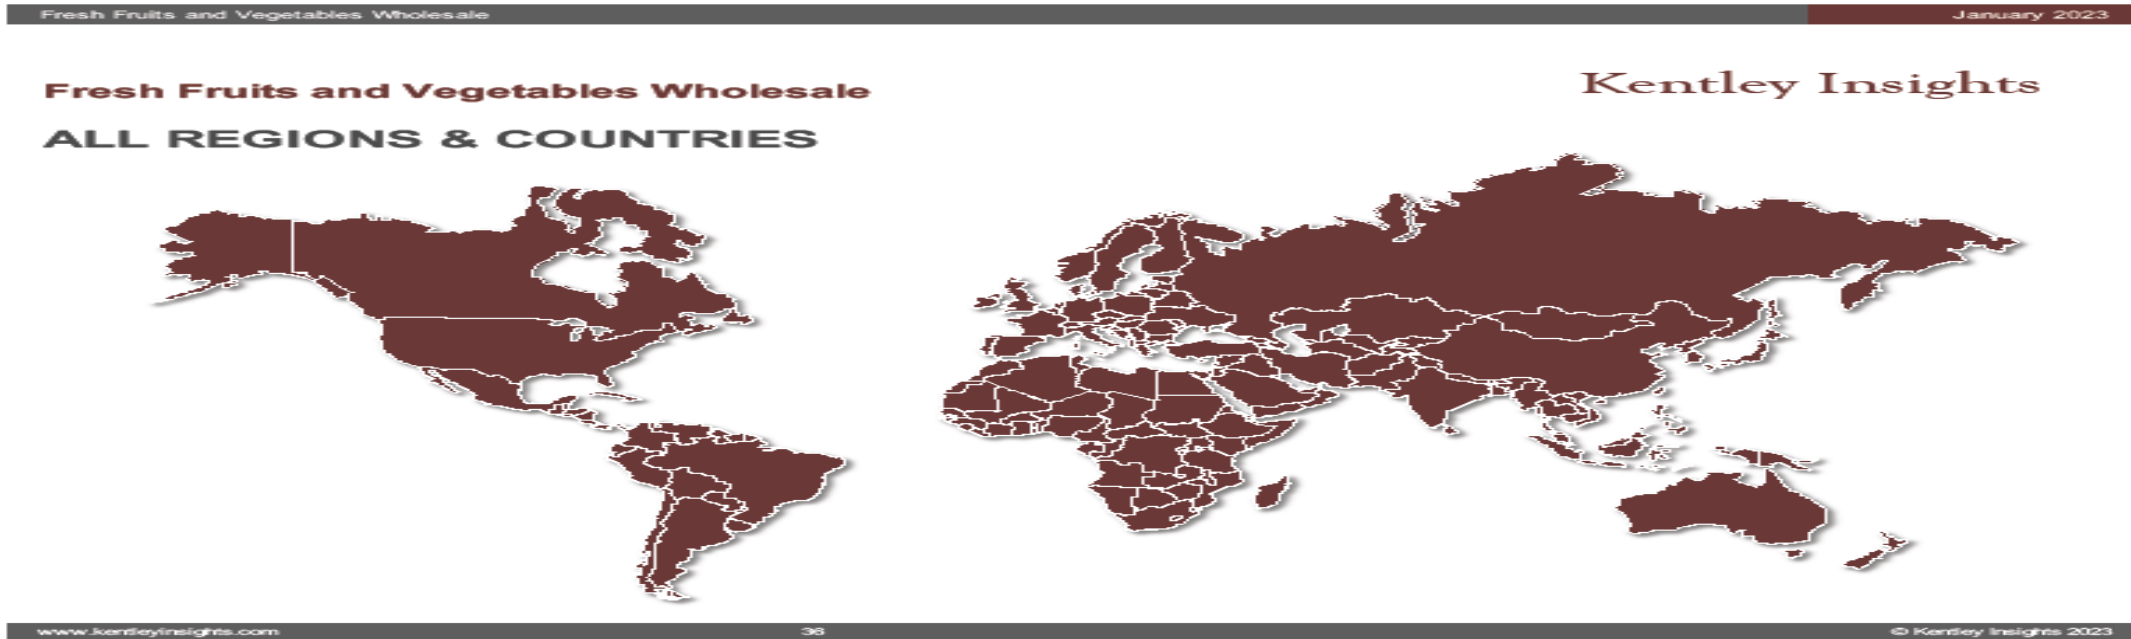 Fresh Fruits and Vegetables Wholesale
January 2023
Fresh Fruits and Vegetables Wholesale
Kentley Insights
ALL REGIONS & COUNTRIES
www.kentleyinsights.com
36
© Kentley Insights 2023